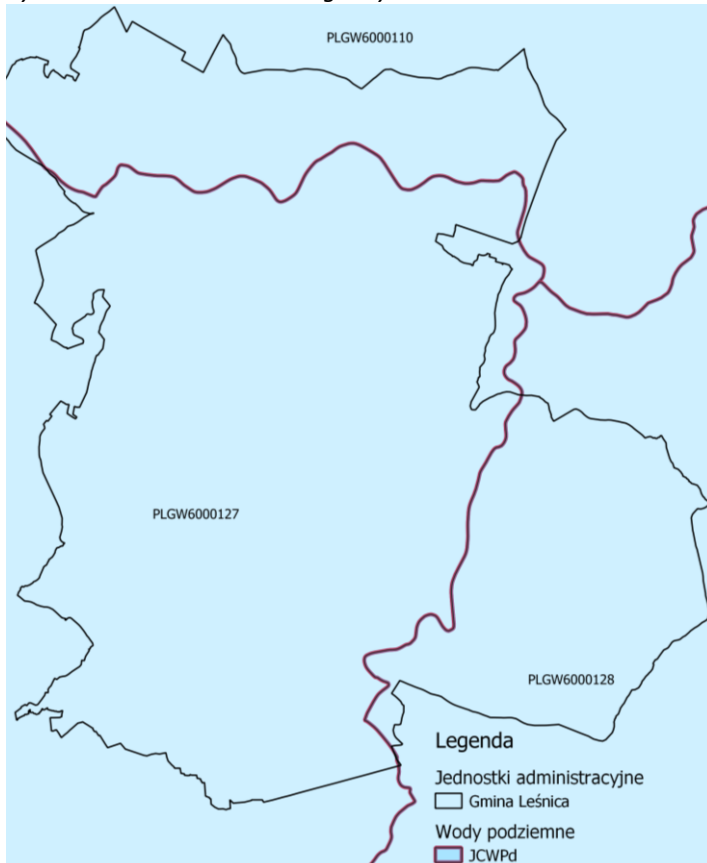 PLGW6000110
PLGW6000127
PLGW6000128
Legenda
Jednostki administracyjne
Gmina Leśnica
Wody podziemne
JCWPd